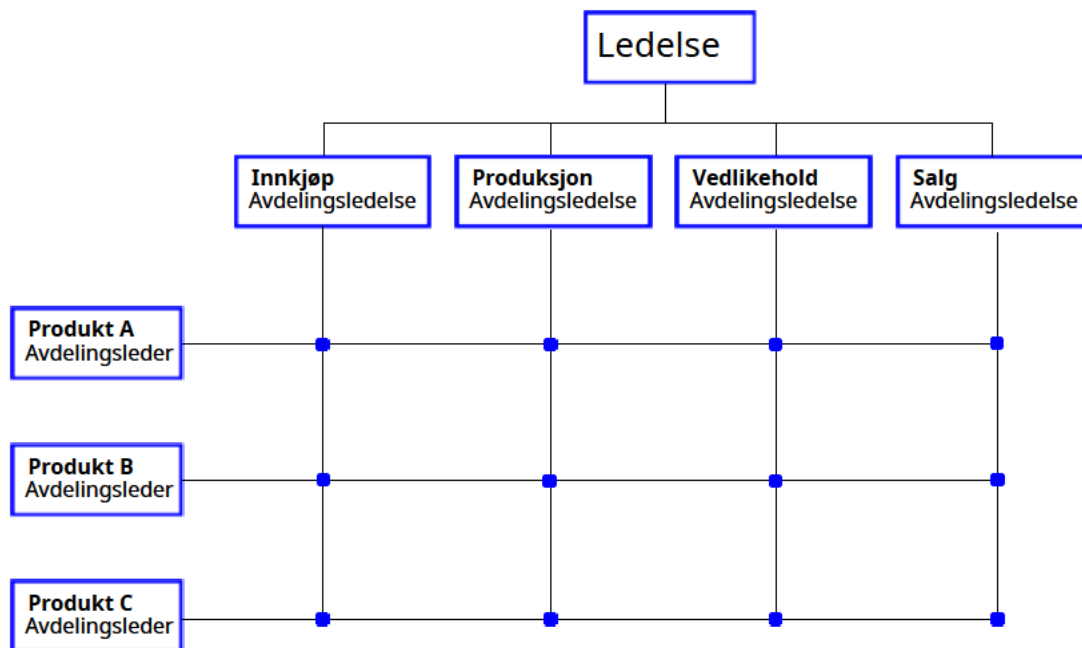 Ledelse
Innkjøp
Avdelingsledelse
Produksjon
Avdelingsledelse
Vedlikehold
Avdelingsledelse
Salg
Avdelingsledelse
Produkt A
Avdelingsleder
Produkt B
Avdelingsleder
Produkt C
Avdelingsleder